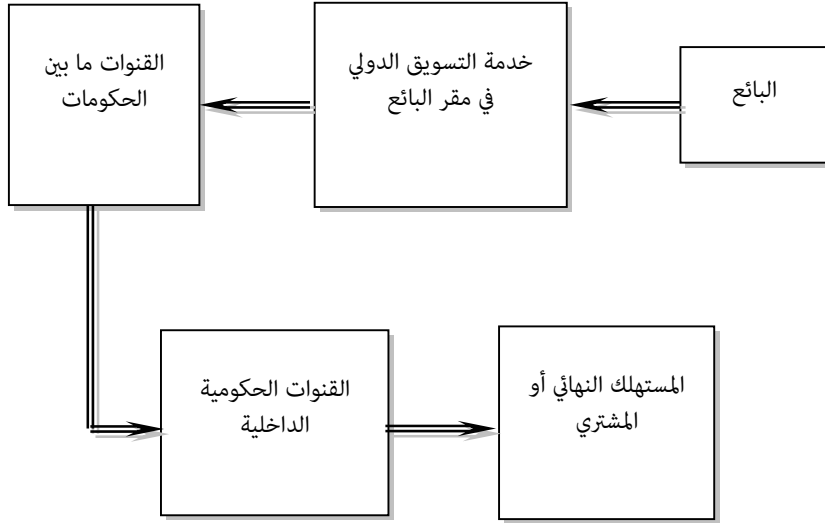 البائع
خدمة التسويق الدولي
في مقر البائع
القنوات ما بين
الحكومات
القنوات الحكومية
الداخلية
المستهلك النهائي أو
المشتري